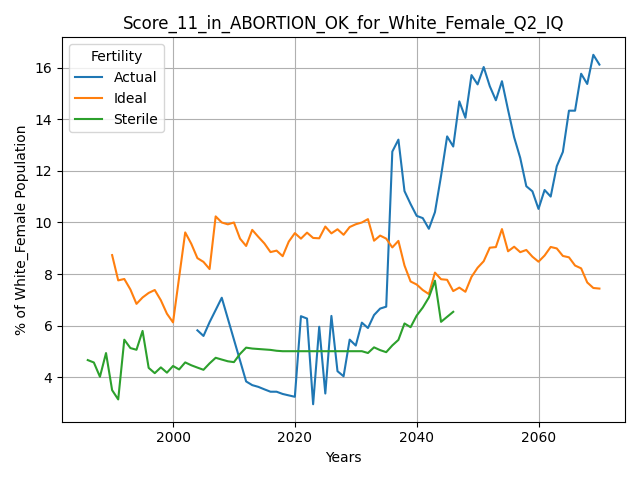 Score_11_in_ABORTION_OK_for_White_Female_Q2_IQ
Fertility
Actual
Ideal
Sterile
% of White_Female Population
16
14
12
10
8
6
4
2000
2020
2040
2060
Years